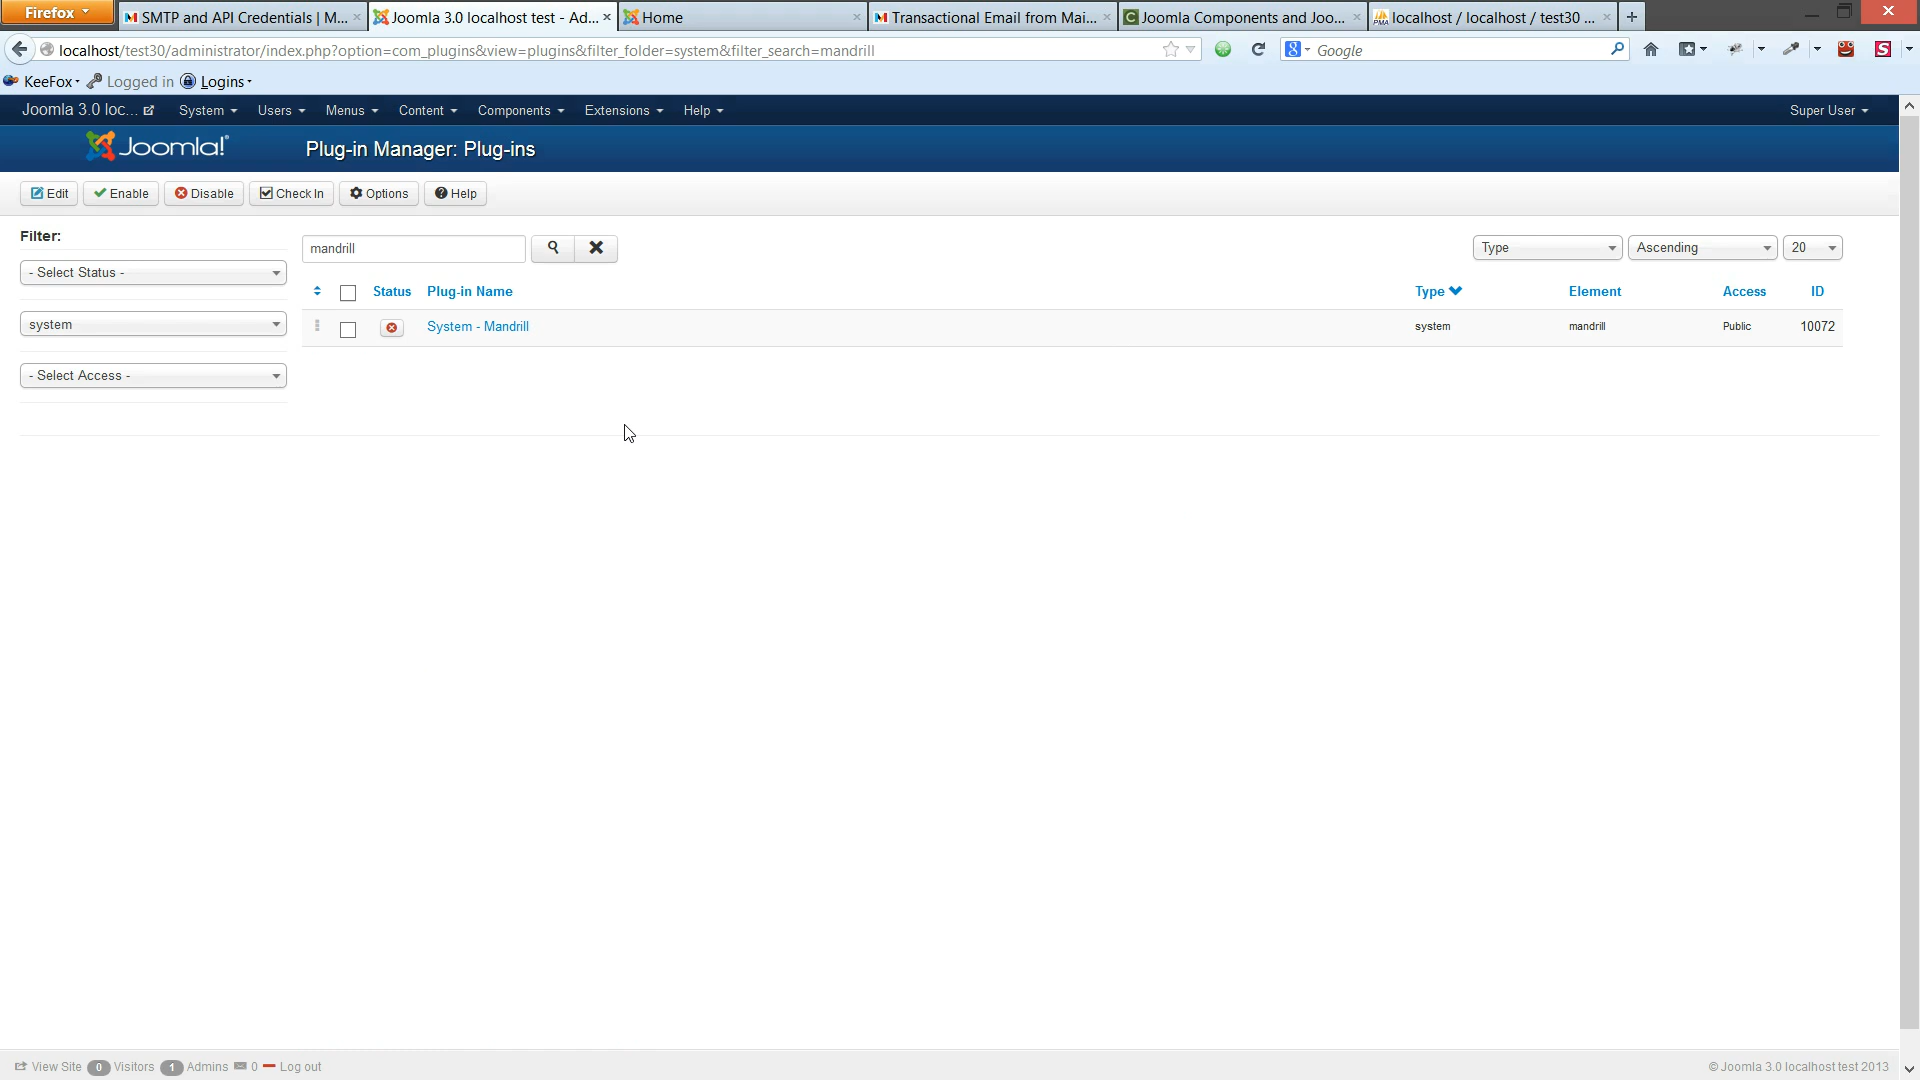 Firefox
SMTP and API Credentials | M...
Joomla 3.0 localhost test - Ad...
Home
Transactional Email from Mai...
Joomla Components and Joo...
localhost / localhost / test30 ...
localhost/test30/administrator/index.php?option=com_plugins&view=plugins&filter_folder=system&filter_search=mandrill
Google
KeeFox
Logged in
Logins
Joomla 3.0 loc...
System
Users
Menus
Content
Components
Extensions
Help
Super User
Joomla!
Plug-in Manager: Plug-ins
Edit
Enable
Disable
Check In
Options
Help
Filter:
mandrill
Type
Ascending
20
- Select Status -
Status
Plug-in Name
Type
Element
Access
ID
system
System - Mandrill
system
mandrill
Public
10072
- Select Access -
View Site
0 Visitors
1 Admins
0
Log out
© Joomla 3.0 localhost test 2013